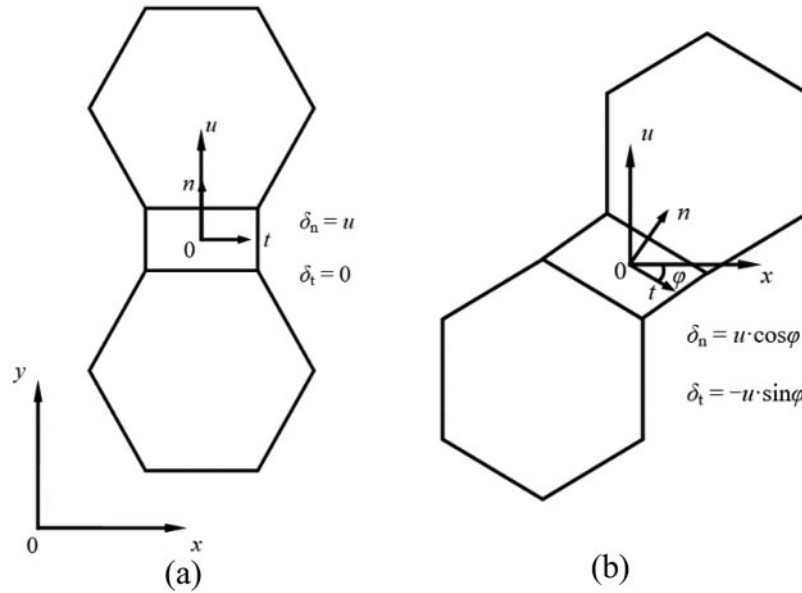 u
n
0
t
δn = u
δt = 0
y
0
x
(a)
u
n
0
φ
t
x
δn = u·cosφ
δt = −u·sinφ
(b)